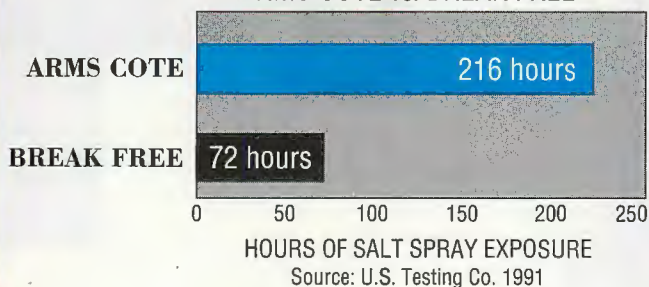 ARMS COTE
216 hours
BREAK FREE
72 hours
0 50 100 150 200 250
HOURS OF SALT SPRAY EXPOSURE
Source: U.S. Testing Co. 1991